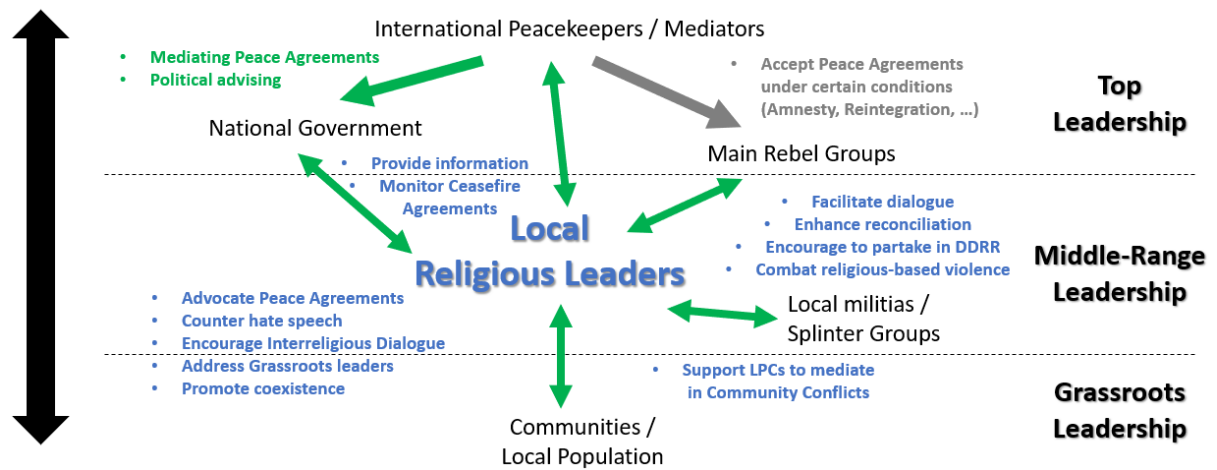 International Peacekeepers / Mediators
• Mediating Peace Agreements
• Political advising
• Accept Peace Agreements
under certain conditions
(Amnesty, Reintegration, ...)
Top
Leadership
National Government
Main Rebel Groups
• Provide information
• Monitor Ceasefire
Agreements
• Facilitate dialogue
• Enhance reconciliation
• Encourage to partake in DDRR
• Combat religious-based violence
Local
Religious Leaders
Middle-Range
Leadership
• Advocate Peace Agreements
• Counter hate speech
• Encourage Interreligious Dialogue
• Address Grassroots leaders
• Promote coexistence
Local militias /
Splinter Groups
• Support LPCs to mediate
in Community Conflicts
Grassroots
Leadership
Communities /
Local Population